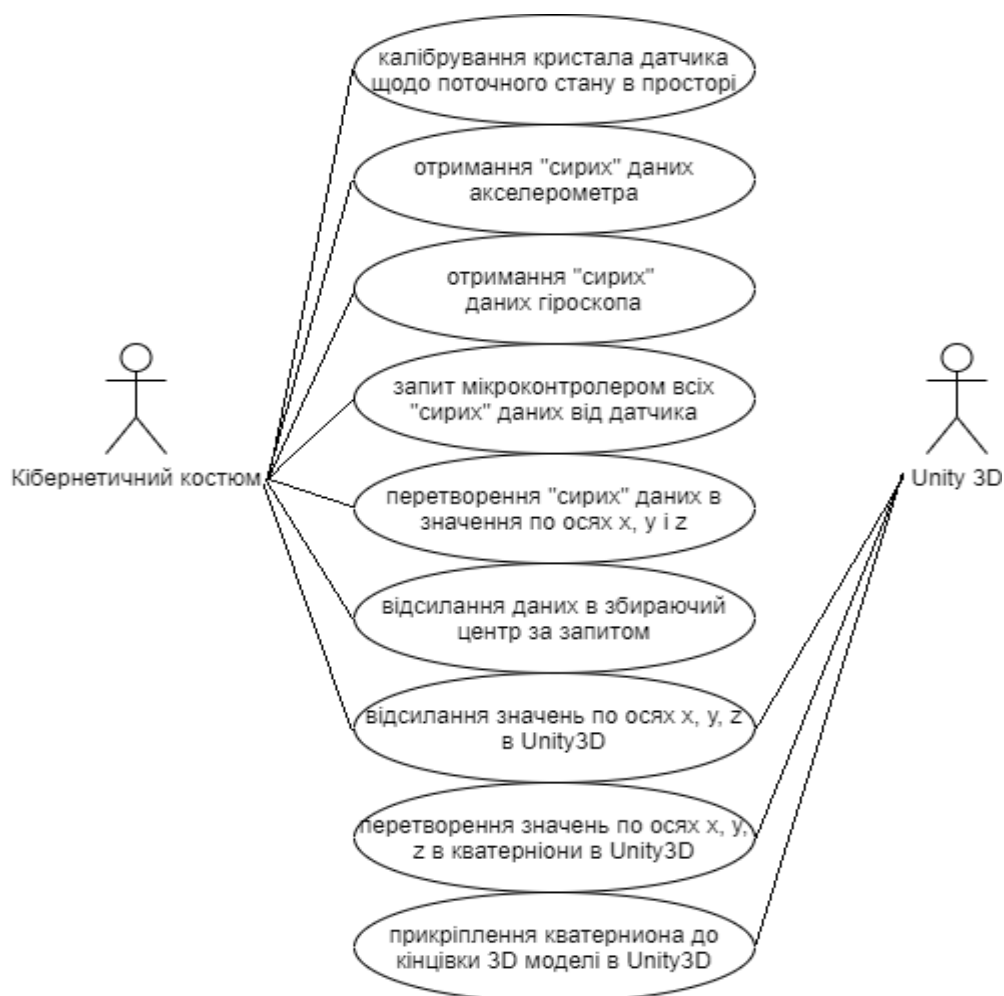 калібрування кристала датчика
щодо поточного стану в просторі
отримання "сирих" даних
акселерометра
отримання "сирих"
даних гіроскопа
запит мікроконтролером всіх
"сирих" даних від датчика
Кібернетичний костюм
Unity 3D
перетворення "сирих" даних в
значення по осях x, y і z
відсилання даних в збираючий
центр за запитом
відсилання значень по осях x, y, z
в Unity3D
перетворення значень по осях x, y,
z в кватерніони в Unity3D
прикріплення кватерниона до
кінцівки 3D моделі в Unity3D